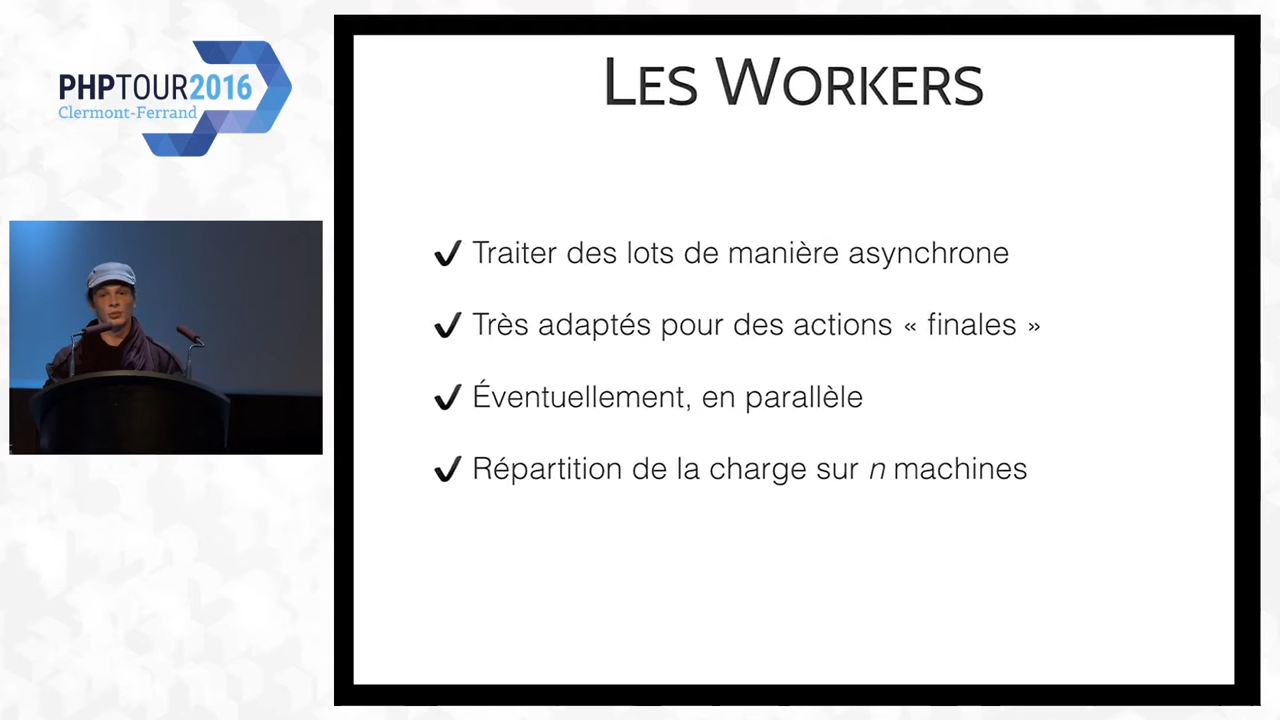 PHPTOUR2016
Clermont-Ferrand
LES WORKERS
✔ Traiter des lots de manière asynchrone
✔ Très adaptés pour des actions « finales »
✔ Éventuellement, en parallèle
✔ Répartition de la charge sur n machines